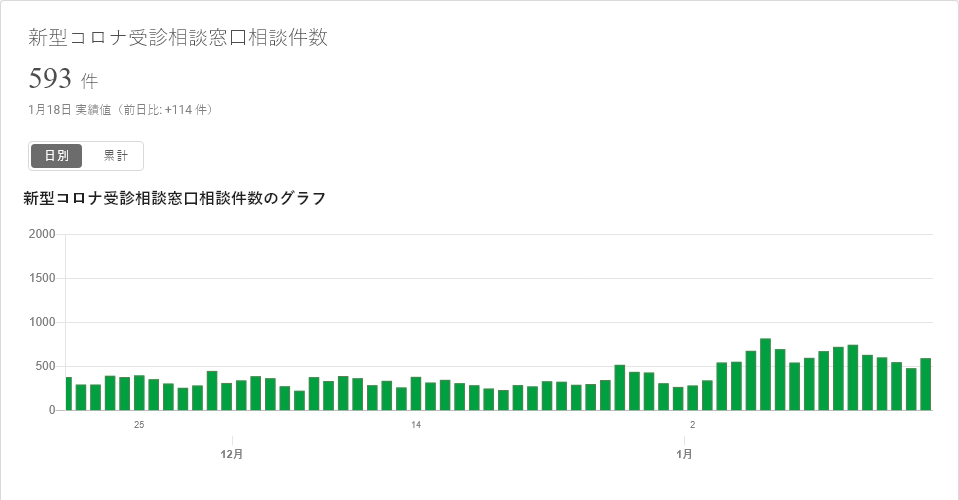 新型コロナ受診相談窓口相談件数
593 件
1月18日 実績値（前日比: +114 件）
日別 累計
新型コロナ受診相談窓口相談件数のグラフ
2000
1500
1000
500
0
25 14 2
12月 1月